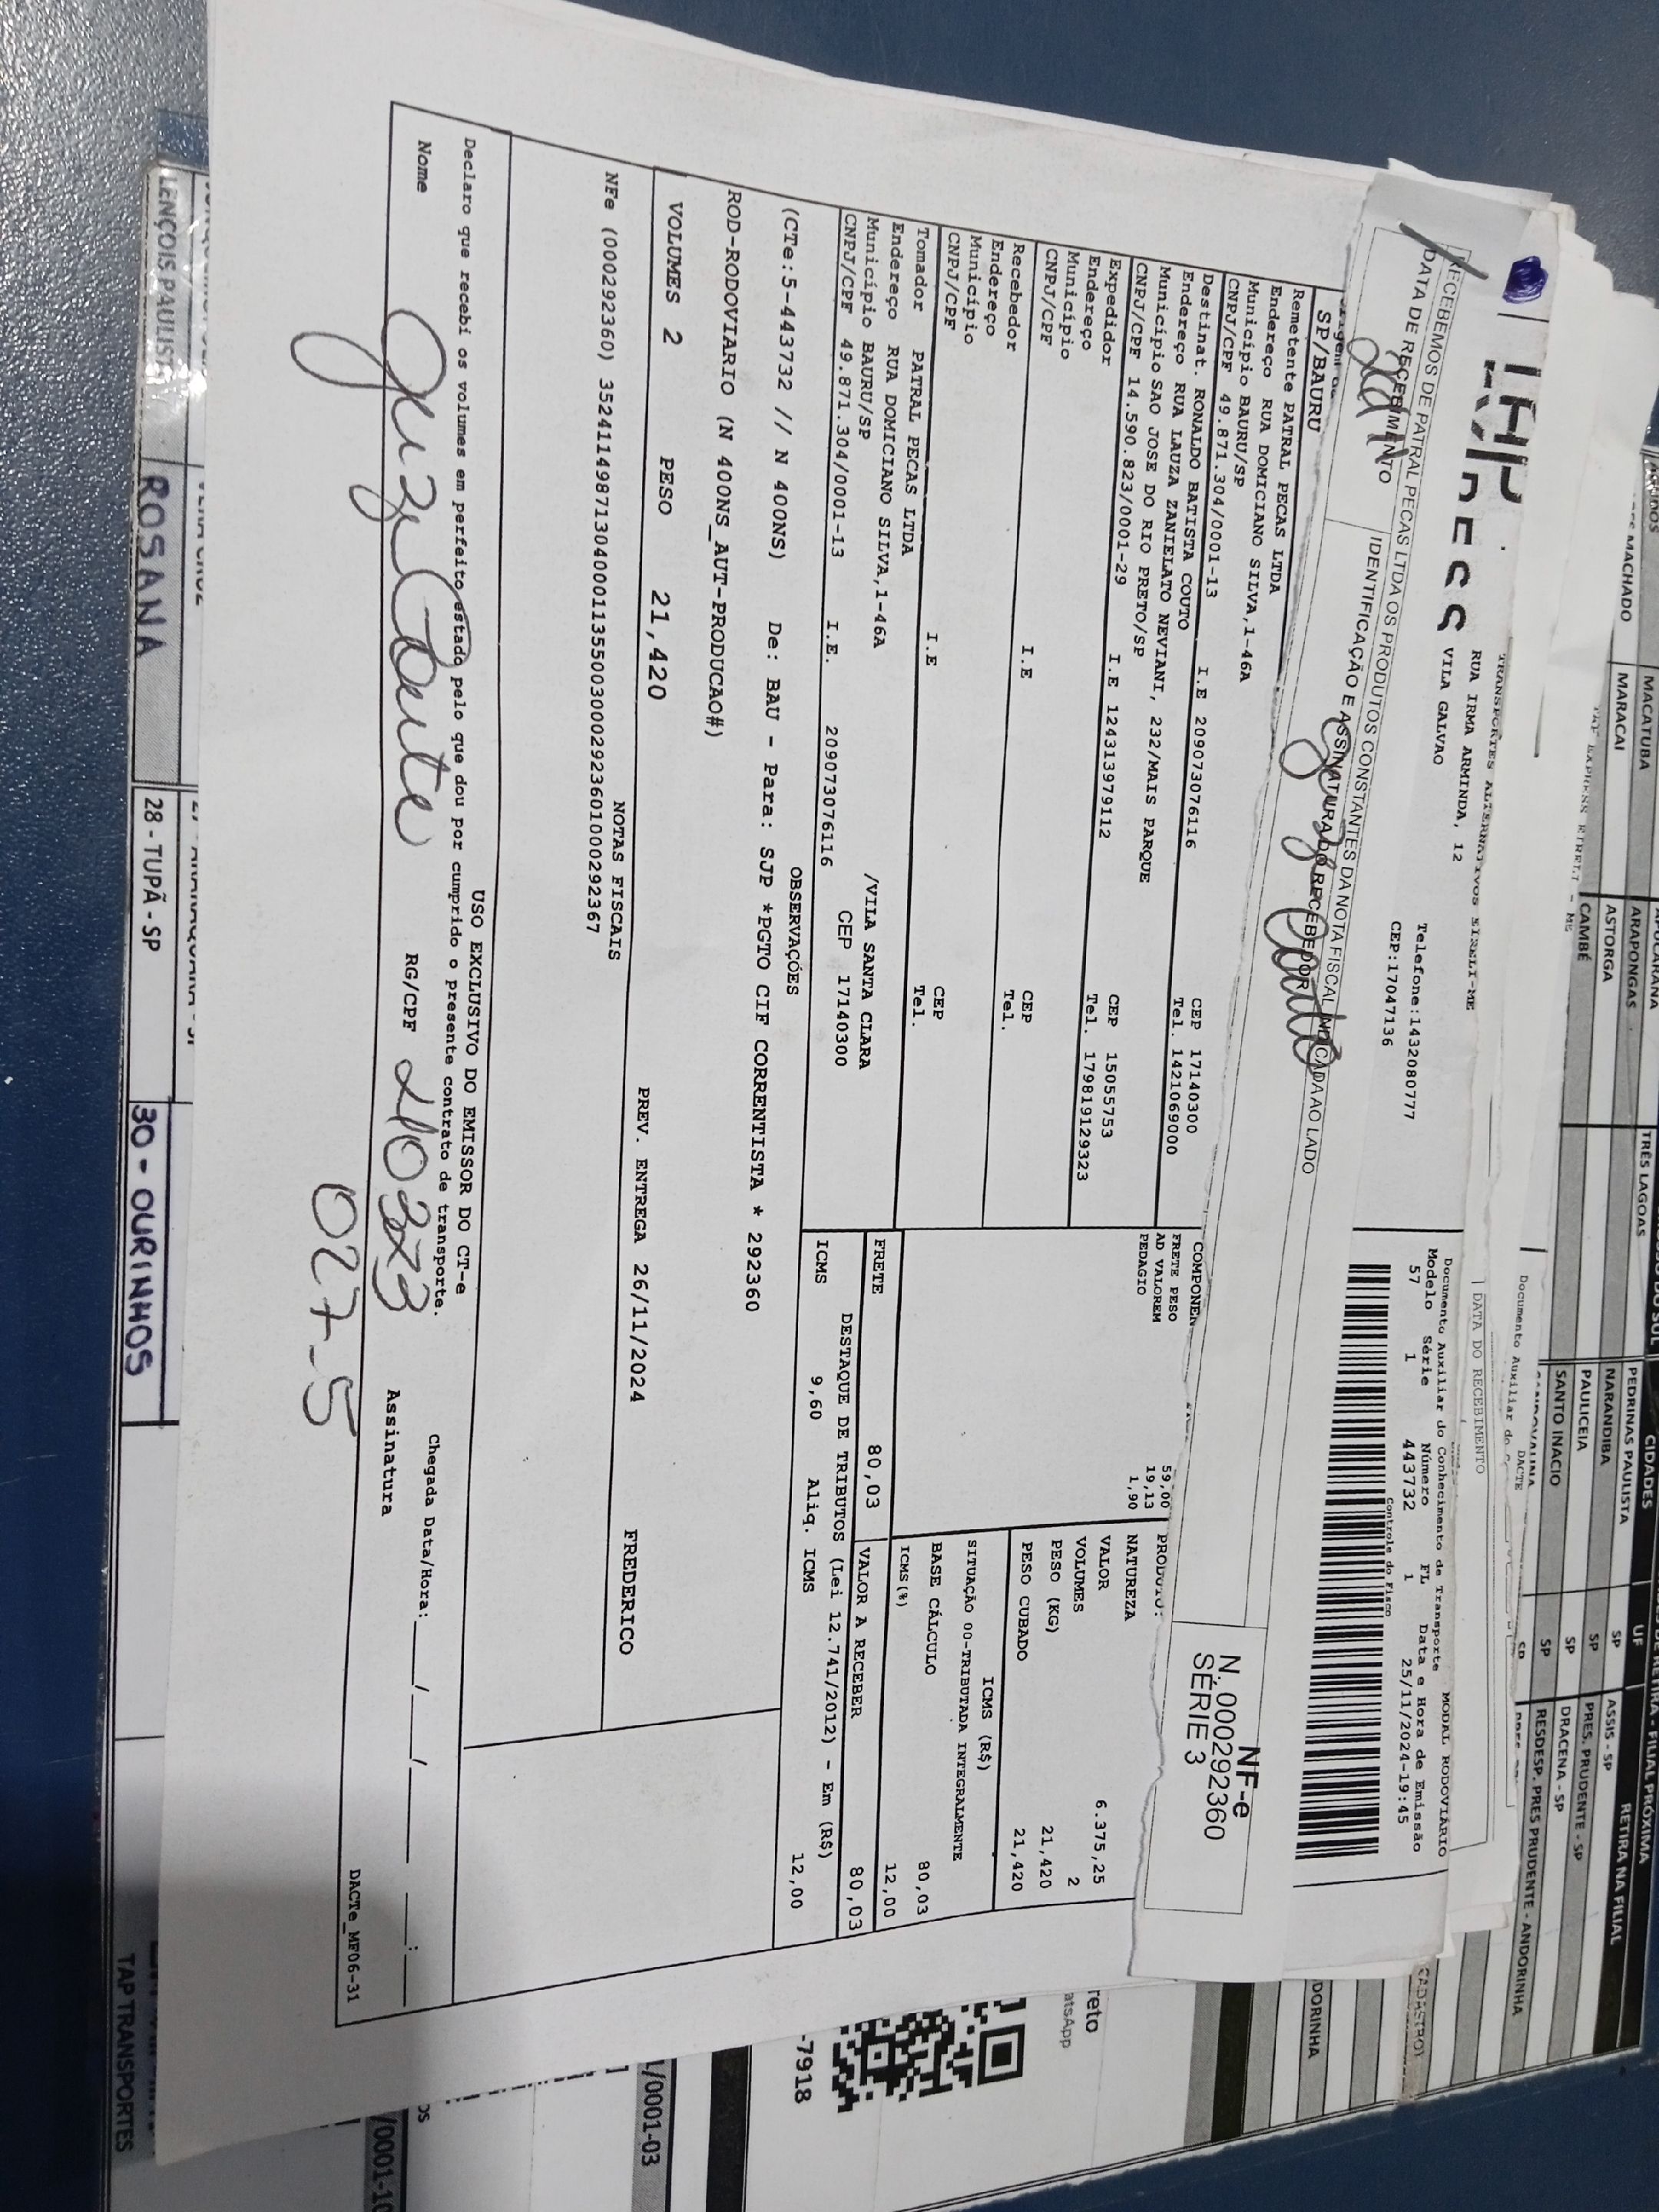 TRANSPORTES ALTERNATIVOS EIRELI-ME
RUA IRMA ARMINDA, 12
VILA GALVAO
Telefone:1432080777
CEP:17047136
DATA DO RECEBIMENTO
Documento Auxiliar do Conhecimento de Transporte
MODAL RODOVIÁRIO
Modelo Série Número FL Data e Hora de Emissão
57 1 443732 1 25/11/2024-19:45
Controle do Fisco
RECEBEMOS DE PATRAL PECAS LTDA OS PRODUTOS CONSTANTES DA NOTA FISCAL INDICADA AO LADO
DATA DE RECEBIMENTO
IDENTIFICAÇÃO E ASSINATURA DO RECEBEDOR
NF-e
N. 000292360
SÉRIE 3
SP/BAURU
Remetente PATRAL PECAS LTDA
Endereço RUA DOMICIANO SILVA,1-46A
Município BAURU/SP
CNPJ/CPF 49.871.304/0001-13 I.E 209073076116
CEP 17140300
Tel. 1421069000
Destinat. RONALDO BATISTA COUTO
Endereço RUA LAUZA ZANIELATO NEVIANI, 232/MAIS PARQUE
Município SAO JOSE DO RIO PRETO/SP
CNPJ/CPF 14.590.823/0001-29 I.E 124313979112
CEP 15055753
Tel. 17981912932​3
Expedidor
Endereço
Município
CNPJ/CPF I.E
CEP
Tel.
Recebedor
Endereço
Município
CNPJ/CPF I.E
CEP
Tel.
Tomador PATRAL PECAS LTDA
Endereço RUA DOMICIANO SILVA,1-46A /VILA SANTA CLARA
Município BAURU/SP
CNPJ/CPF 49.871.304/0001-13 I.E. 209073076116 CEP 17140300
FRETE PESO 59,00
AD VALOREM 19,13
PEDAGIO 1,90
NATUREZA
VALOR 6.375,25
VOLUMES 2
PESO (KG) 21,420
PESO CUBADO 21,420
ICMS (R$)
SITUAÇÃO 00-TRIBUTADA INTEGRALMENTE
BASE CÁLCULO 80,03
ICMS(%) 12,00
FRETE 80,03 VALOR A RECEBER 80,03
DESTAQUE DE TRIBUTOS (Lei 12.741/2012) - Em (R$)
ICMS 9,60 Aliq. ICMS 12,00
OBSERVAÇÕES
(CTe:5-443732 // N 400NS) De: BAU - Para: SJP *PGTO CIF CORRENTISTA * 292360
ROD-RODOVIARIO (N 400NS_AUT-PRODUCAO#)
VOLUMES 2 PESO 21,420 PREV. ENTREGA 26/11/2024 FREDERICO
NOTAS FISCAIS
NFe (000292360) 35241149871304000113550030002923601000292367
USO EXCLUSIVO DO EMISSOR DO CT-e
Declaro que recebi os volumes em perfeito estado pelo que dou por cumprido o presente contrato de transporte.
Nome RG/CPF Assinatura Chegada Data/Hora: ____/____/____ ___:___
027-5
DACTe_MF06-31
LENÇOIS PAULISTA
ROSANA
28 - TUPÃ - SP
30 - OURINHOS
TAP TRANSPORTES
MACATUBA
MARACAI
ARAPONGAS
ASTORGA
CAMBÉ
TRÊS LAGOAS
CIDADES
UF
PEDRINAS PAULISTA
NARANDIBA
PAULICEIA
SANTO INACIO
SP
SP
SP
SP
RETIRA NA FILIAL
ASSIS - SP
PRES. PRUDENTE - SP
DRACENA - SP
RESDESP. PRES PRUDENTE - ANDORINHA
-7918
/0001-03